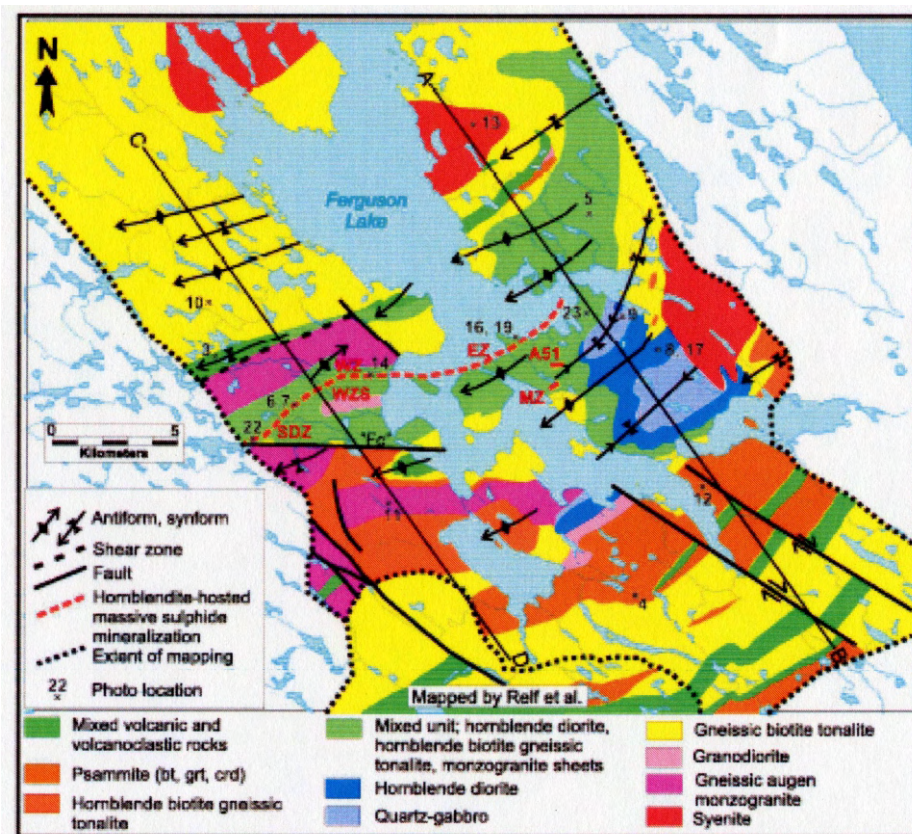 N
A
13
C
Ferguson
Lake
5
10
23
9
16, 19
EZ
A51
8, 17
3
WZ
14
MZ
WZS
6 7
22
SDZ
"Fg"
0 5
Kilometers
12
11
4
D
B
Antiform, synform
Shear zone
Fault
Hornblendite-hosted
massive sulphide
mineralization
Extent of mapping
22
Photo location
Mapped by Relf et al.
Mixed volcanic and
volcanoclastic rocks
Psammite (bt, grt, crd)
Hornblende biotite gneissic
tonalite
Mixed unit; hornblende diorite,
hornblende biotite gneissic
tonalite, monzogranite sheets
Hornblende diorite
Quartz-gabbro
Gneissic biotite tonalite
Granodiorite
Gneissic augen
monzogranite
Syenite